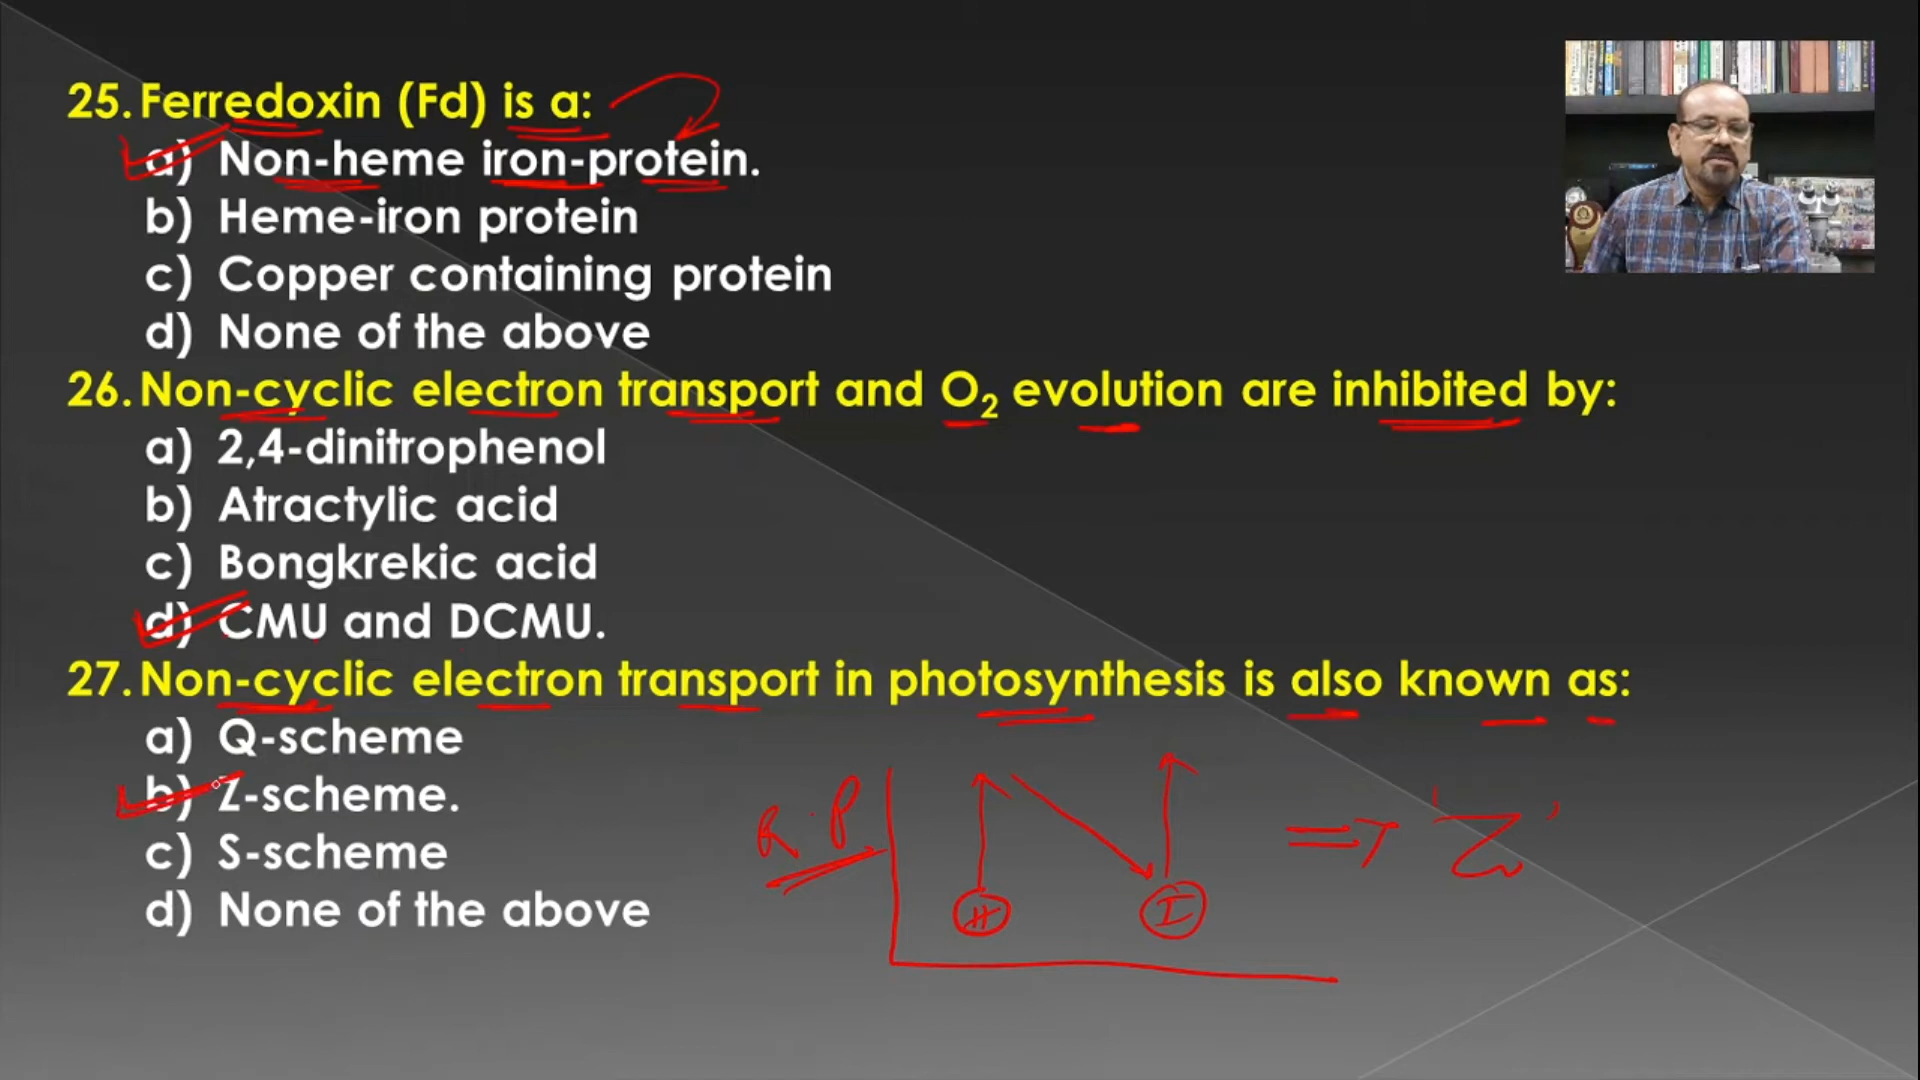 25. Ferredoxin (Fd) is a:
a) Non-heme iron-protein.
b) Heme-iron protein
c) Copper containing protein
d) None of the above
26. Non-cyclic electron transport and O₂ evolution are inhibited by:
a) 2,4-dinitrophenol
b) Atractylic acid
c) Bongkrekic acid
d) CMU and DCMU.
27. Non-cyclic electron transport in photosynthesis is also known as:
a) Q-scheme
b) Z-scheme.
c) S-scheme
d) None of the above
R.P
II
I
⇒ 'Z'